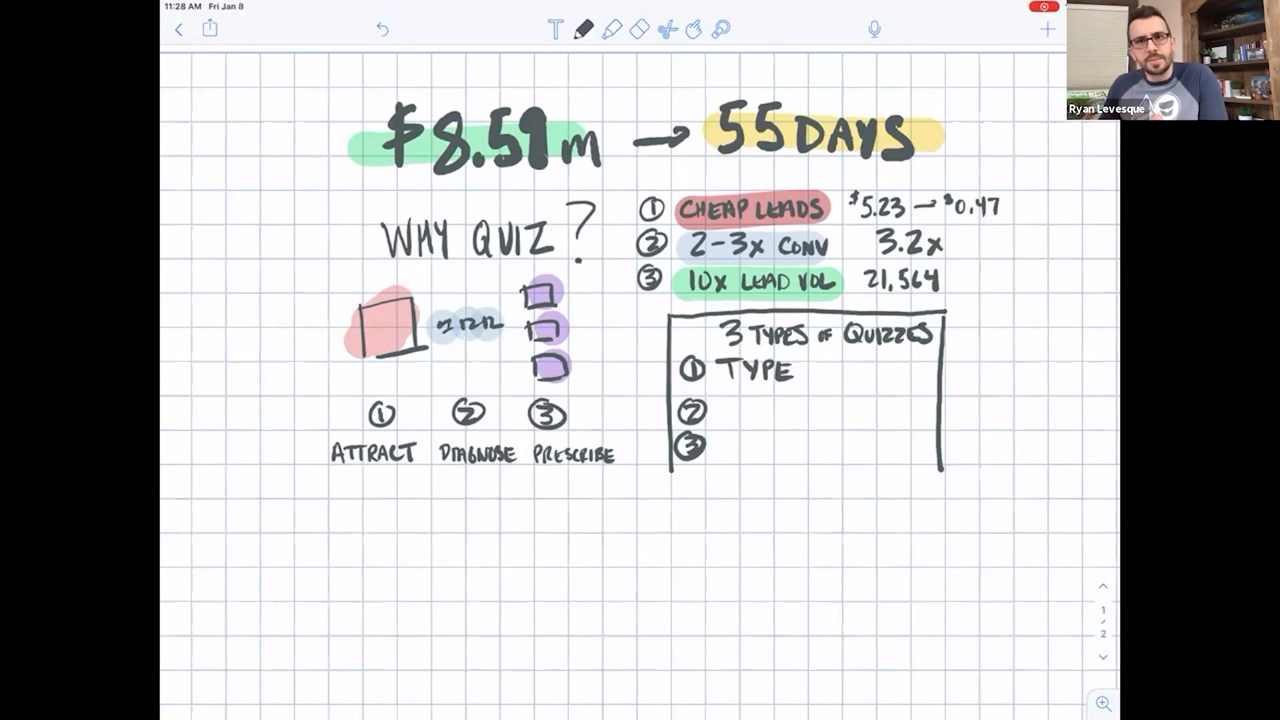 11:28 AM Fri Jan 8
Ryan Levesque
$8.59m → 55 DAYS
WHY QUIZ?
① CHEAP LEADS $5.23 → $0.47
② 2-3x CONV 3.2x
③ 10x LEAD VOL 21,564
3 TYPES OF QUIZZES
① TYPE
②
③
① ② ③
ATTRACT DIAGNOSE PRESCRIBE
1
2